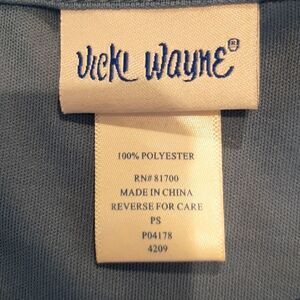 Vicki Wayne®
100% POLYESTER
RN# 81700
MADE IN CHINA
REVERSE FOR CARE
PS
P04178
4209